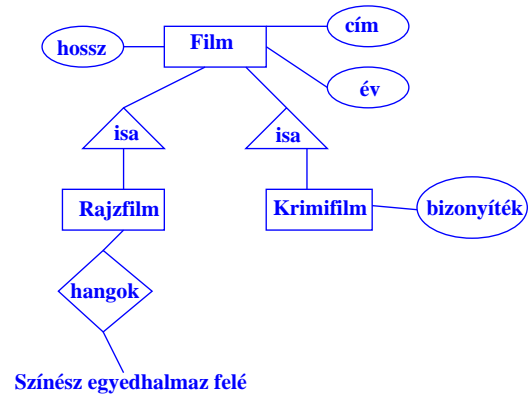 cím
hossz
Film
év
isa
isa
Rajzfilm
Krimifilm
bizonyíték
hangok
Színész egyedhalmaz felé